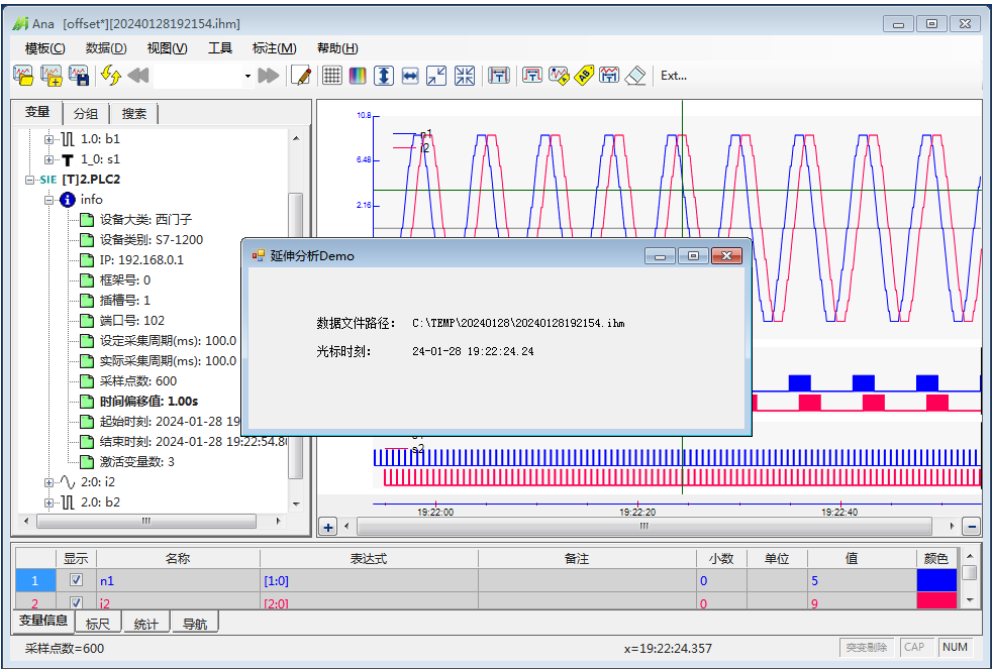 Ana [offset*][20240128192154.ihm]
模板(C) 数据(D) 视图(V) 工具 标注(M) 帮助(H)
Ext...
变量 分组 搜索
1.0: b1
1_0: s1
SIE [T]2.PLC2
info
设备大类: 西门子
设备类别: S7-1200
IP: 192.168.0.1
框架号: 0
插槽号: 1
端口号: 102
设定采集周期(ms): 100.0
实际采集周期(ms): 100.0
采样点数: 600
时间偏移值: 1.00s
起始时刻: 2024-01-28 19
结束时刻: 2024-01-28 19:22:54.8
激活变量数: 3
2:0: i2
2.0: b2
10.8
6.48
2.16
n1
i2
延伸分析Demo
数据文件路径: C:\TEMP\20240128\20240128192154.ihm
光标时刻: 24-01-28 19:22:24.24
s2
19:22:00 19:22:20 19:22:40
显示 名称 表达式 备注 小数 单位 值 颜色
1 n1 [1:0] 0 5
2 i2 [2:0] 0 9
变量信息 标尺 统计 导航
采样点数=600 x=19:22:24.357 突变剔除 CAP NUM